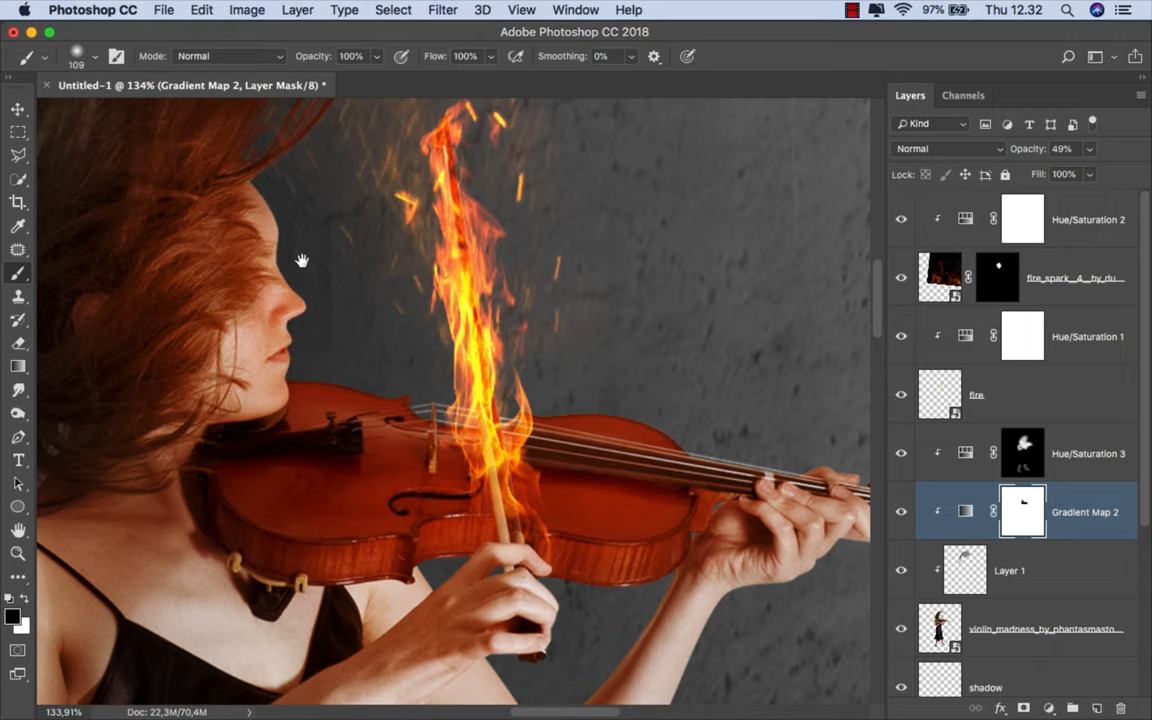 Photoshop CC File Edit Image Layer Type Select Filter 3D View Window Help 97% Thu 12.32
Adobe Photoshop CC 2018
109 Mode: Normal Opacity: 100% Flow: 100% Smoothing: 0%
Untitled-1 @ 134% (Gradient Map 2, Layer Mask/8) *
Layers Channels
Kind
Normal Opacity: 49%
Lock: Fill: 100%
Hue/Saturation 2
fire_spark__4__by_du...
Hue/Saturation 1
fire
Hue/Saturation 3
Gradient Map 2
Layer 1
violin_madness_by_phantasmasto...
shadow
133,91% Doc: 22,3M/70,4M